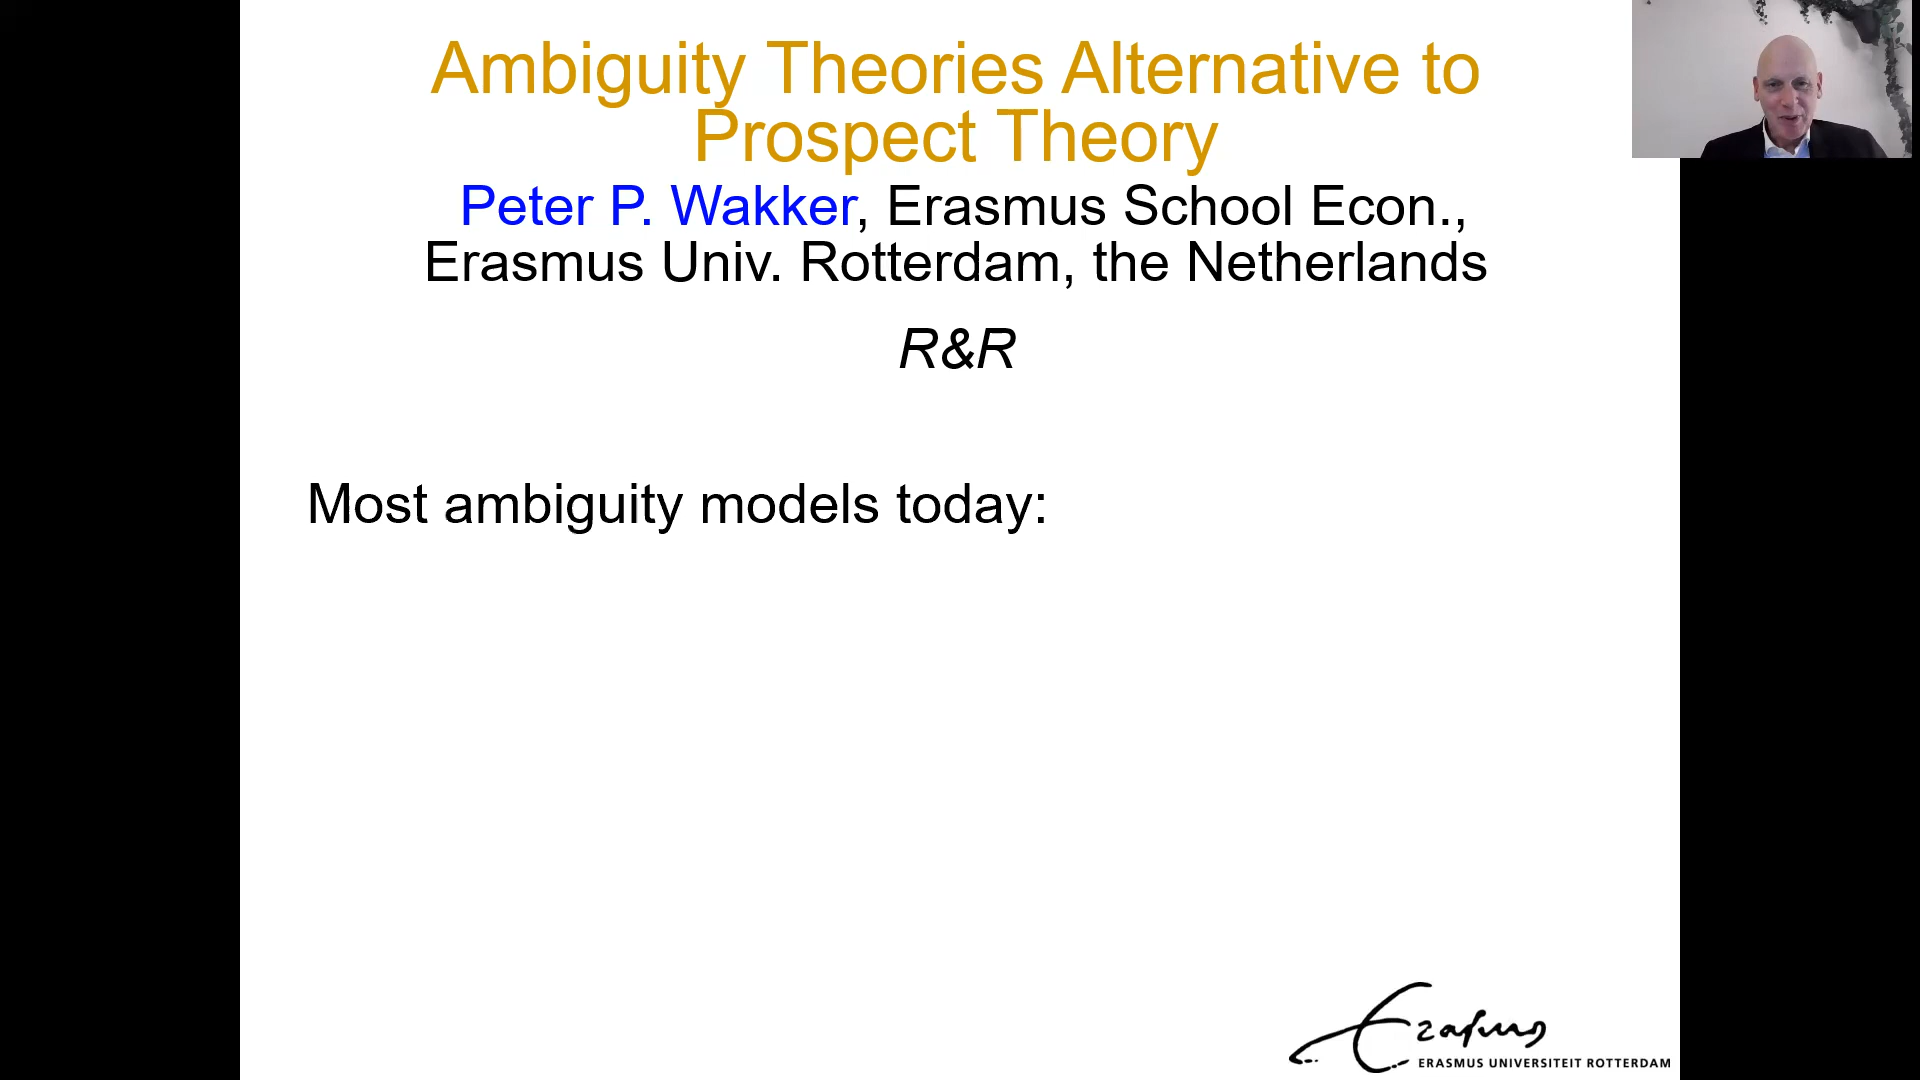 Ambiguity Theories Alternative to
Prospect Theory
Peter P. Wakker, Erasmus School Econ.,
Erasmus Univ. Rotterdam, the Netherlands
R&R
Most ambiguity models today:
Erasmus
ERASMUS UNIVERSITEIT ROTTERDAM